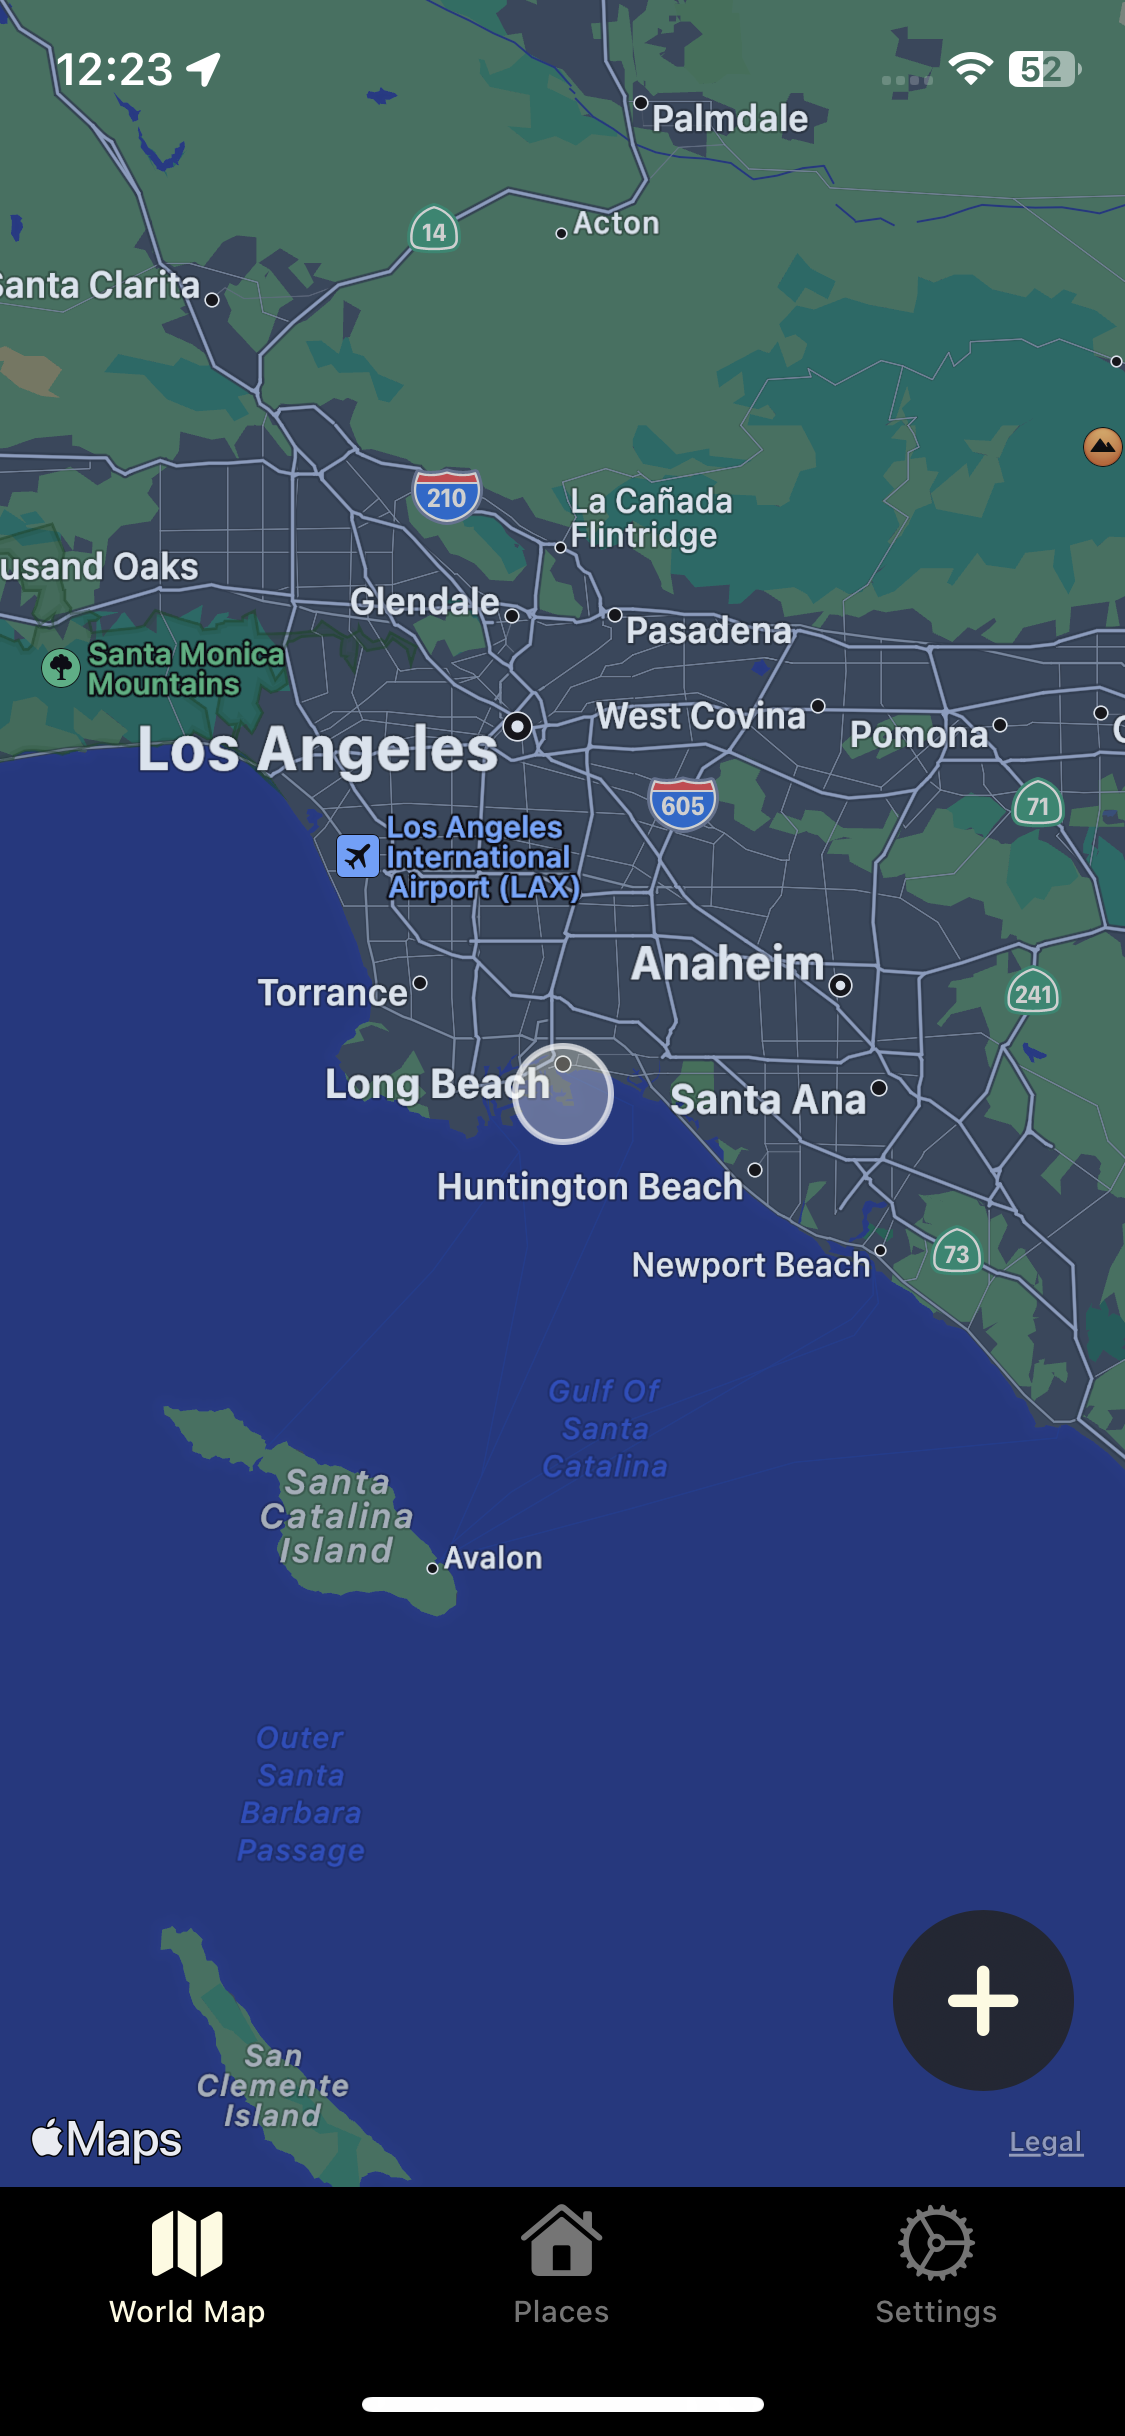 12:23
52
Palmdale
14
Acton
Santa Clarita
210
La Cañada
Flintridge
usand Oaks
Glendale
Pasadena
Santa Monica
Mountains
West Covina
Pomona
Los Angeles
605
71
Los Angeles
International
Airport (LAX)
Anaheim
Torrance
241
Long Beach
Santa Ana
Huntington Beach
Newport Beach
73
Gulf Of
Santa
Catalina
Santa
Catalina
Island
Avalon
Outer
Santa
Barbara
Passage
San
Clemente
Island
Maps
Legal
World Map
Places
Settings